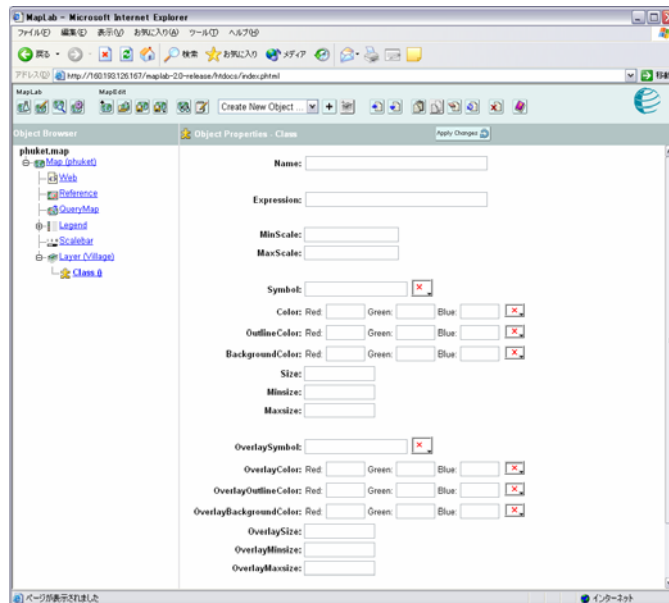 MapLab - Microsoft Internet Explorer
ファイル(F) 編集(E) 表示(V) お気に入り(A) ツール(T) ヘルプ(H)
戻る 検索 お気に入り メディア
アドレス(D) http://160.193.126.167/maplab-2.0-release/htdocs/index.phtml 移動
MapLab MapEdit
Create New Object ...
Object Browser Object Properties - Class Apply Changes
phuket.map
Map (phuket)
Web
Reference
QueryMap
Legend
Scalebar
Layer (Village)
Class 0
Name:
Expression:
MinScale:
MaxScale:
Symbol:
Color: Red: Green: Blue:
OutlineColor: Red: Green: Blue:
BackgroundColor: Red: Green: Blue:
Size:
Minsize:
Maxsize:
OverlaySymbol:
OverlayColor: Red: Green: Blue:
OverlayOutlineColor: Red: Green: Blue:
OverlayBackgroundColor: Red: Green: Blue:
OverlaySize:
OverlayMinsize:
OverlayMaxsize:
ページが表示されました インターネット